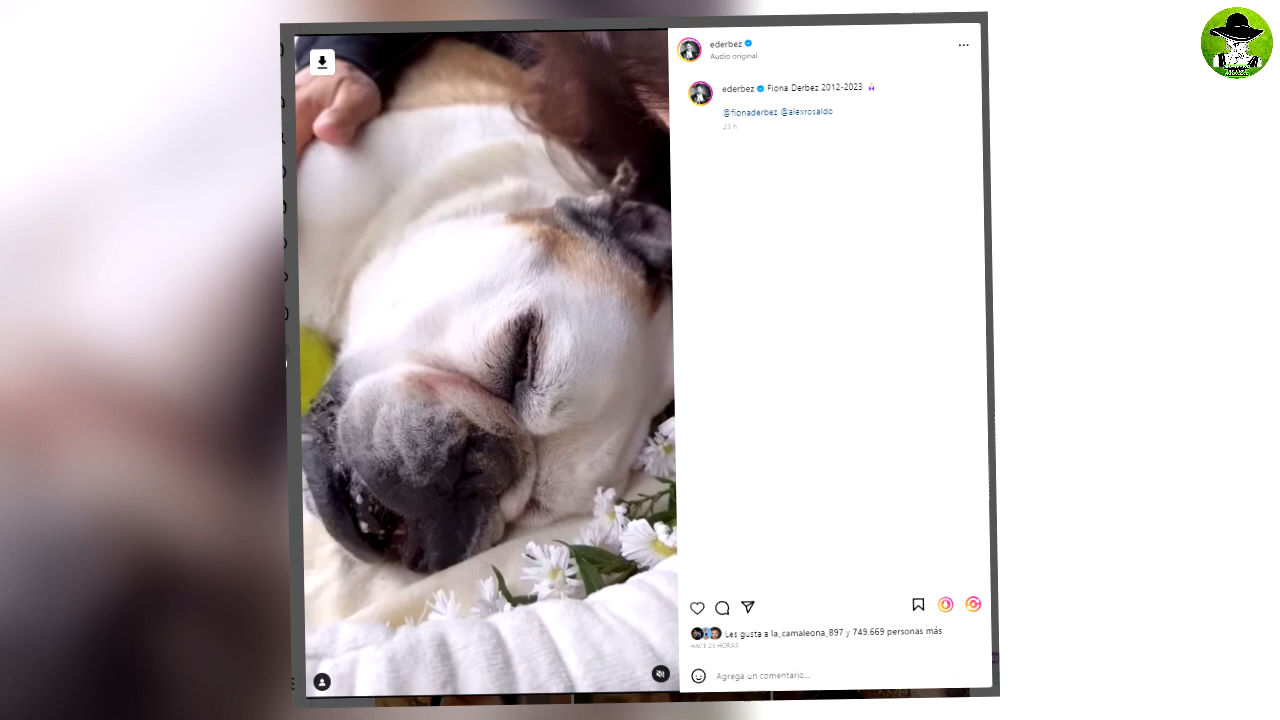 ederbez
Audio original
ederbez Fiona Derbez 2012-2023
@fionaderbez @alexrosaldo
23 h
Les gusta a la_camaleona_897 y 749.669 personas más
HACE 23 HORAS
Agrega un comentario...